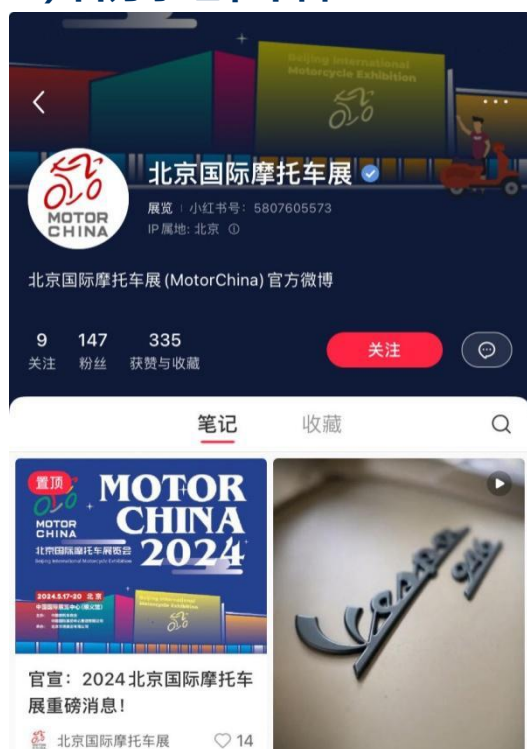 Beijing International
Motorcycle Exhibition
MOTOR
CHINA
北京国际摩托车展
展览 小红书号: 5807605573
IP属地: 北京
北京国际摩托车展(MotorChina)官方微博
9 147 335
关注 粉丝 获赞与收藏
关注
笔记 收藏
置顶
MOTOR
CHINA
2024
MOTOR
CHINA
北京国际摩托车展览会
Beijing International Motorcycle Exhibition
2024.5.17-20 北京
中国国际展览中心(顺义馆)
Vespa 946
官宣: 2024北京国际摩托车
展重磅消息!
北京国际摩托车展 14